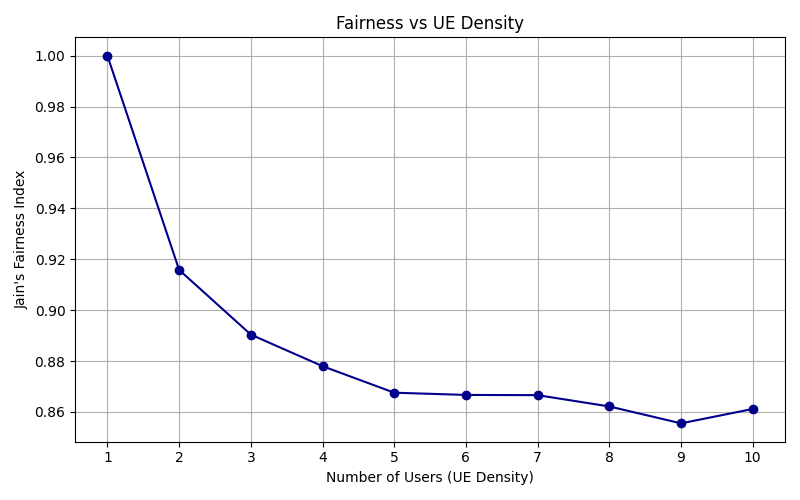 Fairness vs UE Density
Jain's Fairness Index
1.00
0.98
0.96
0.94
0.92
0.90
0.88
0.86
1 2 3 4 5 6 7 8 9 10
Number of Users (UE Density)